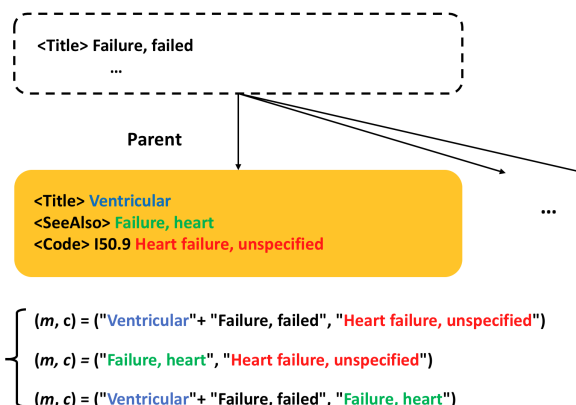 <Title> Failure, failed
...
Parent
<Title> Ventricular
<SeeAlso> Failure, heart
<Code> I50.9 Heart failure, unspecified
...
(m, c) = ("Ventricular"+ "Failure, failed", "Heart failure, unspecified")
(m, c) = ("Failure, heart", "Heart failure, unspecified")
(m, c) = ("Ventricular"+ "Failure, failed", "Failure, heart")